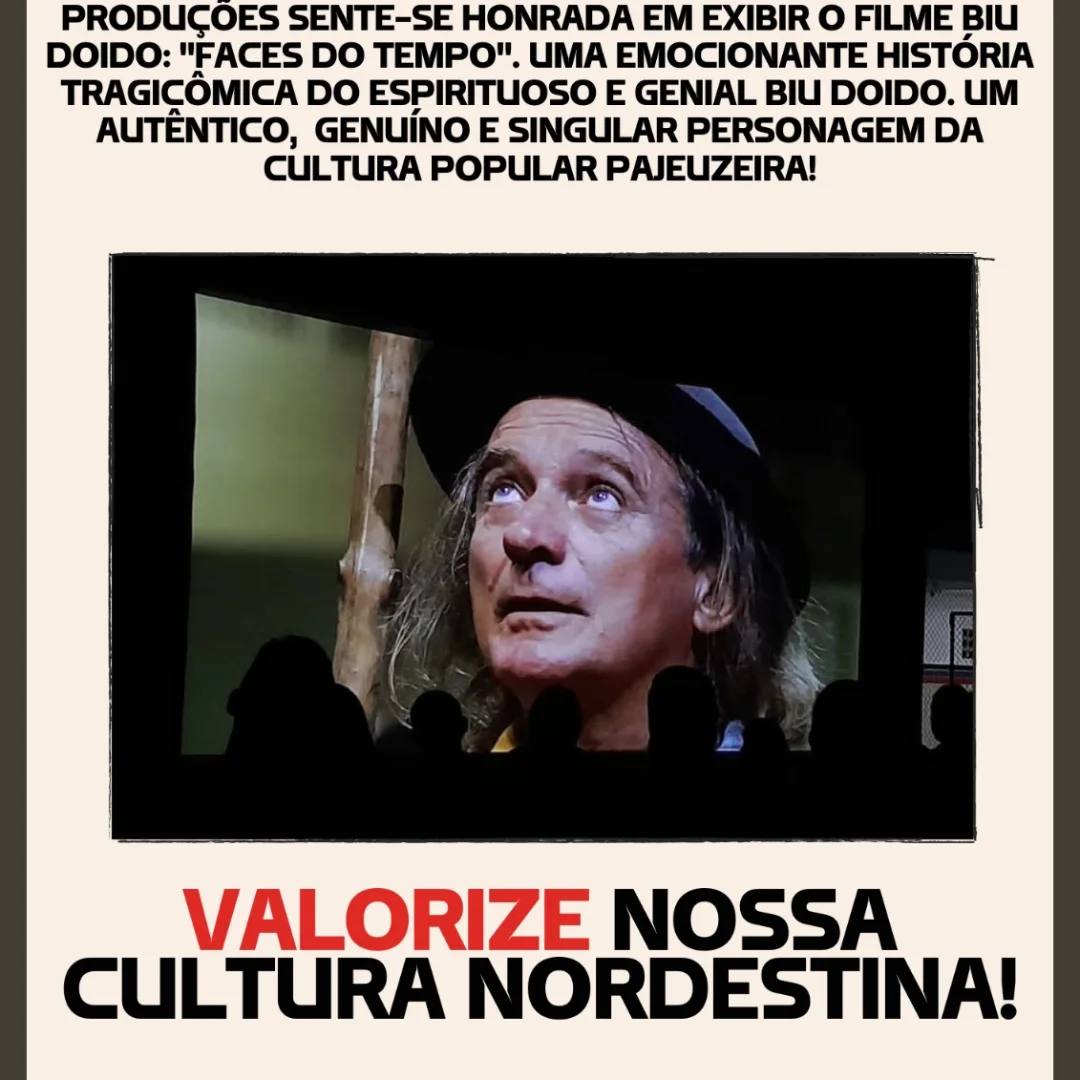 PRODUÇÕES SENTE-SE HONRADA EM EXIBIR O FILME BIU
DOIDO: "FACES DO TEMPO". UMA EMOCIONANTE HISTÓRIA
TRAGICÔMICA DO ESPIRITUOSO E GENIAL BIU DOIDO. UM
AUTÊNTICO, GENUÍNO E SINGULAR PERSONAGEM DA
CULTURA POPULAR PAJEUZEIRA!
VALORIZE NOSSA
CULTURA NORDESTINA!